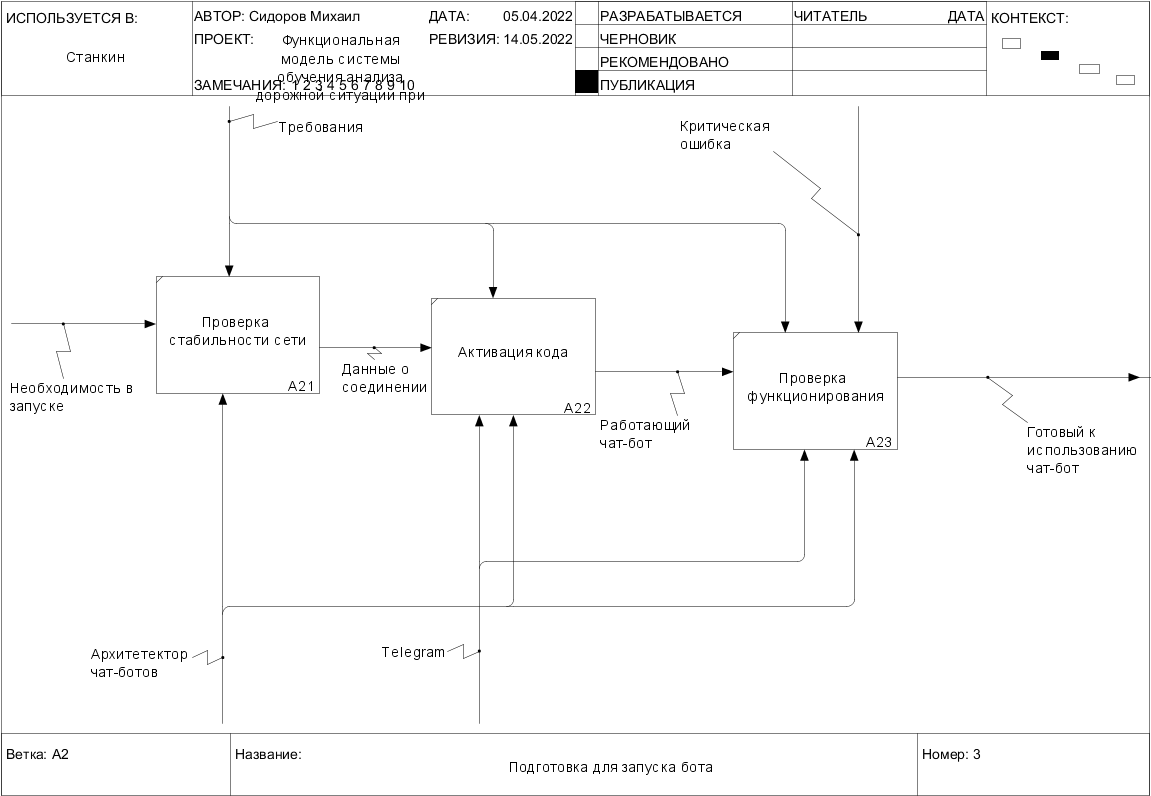 ИСПОЛЬЗУЕТСЯ В:
Станкин
АВТОР: Сидоров Михаил
ДАТА: 05.04.2022
ПРОЕКТ: Функциональная
модель системы
обучения анализа
дорожной ситуации при
РЕВИЗИЯ: 14.05.2022
ЗАМЕЧАНИЯ: 1 2 3 4 5 6 7 8 9 10
РАЗРАБАТЫВАЕТСЯ
ЧЕРНОВИК
РЕКОМЕНДОВАНО
ПУБЛИКАЦИЯ
ЧИТАТЕЛЬ ДАТА
КОНТЕКСТ:
Требования
Критическая
ошибка
Проверка
стабильности сети
A21
Необходимость в
запуске
Данные о
соединении
Активация кода
A22
Работающий
чат-бот
Проверка
функционирования
A23
Готовый к
использованию
чат-бот
Архитетектор
чат-ботов
Telegram
Ветка: A2
Название:
Подготовка для запуска бота
Номер: 3